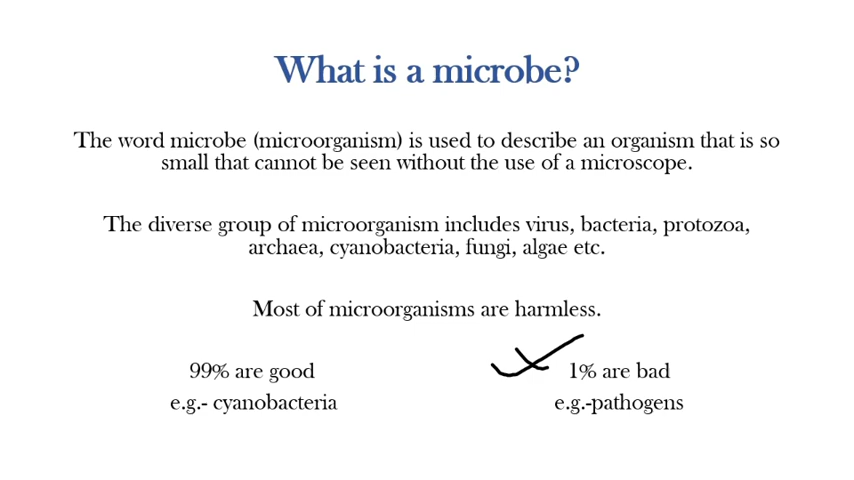 What is a microbe?
The word microbe (microorganism) is used to describe an organism that is so
small that cannot be seen without the use of a microscope.
The diverse group of microorganism includes virus, bacteria, protozoa,
archaea, cyanobacteria, fungi, algae etc.
Most of microorganisms are harmless.
99% are good
1% are bad
e.g.- cyanobacteria
e.g.-pathogens